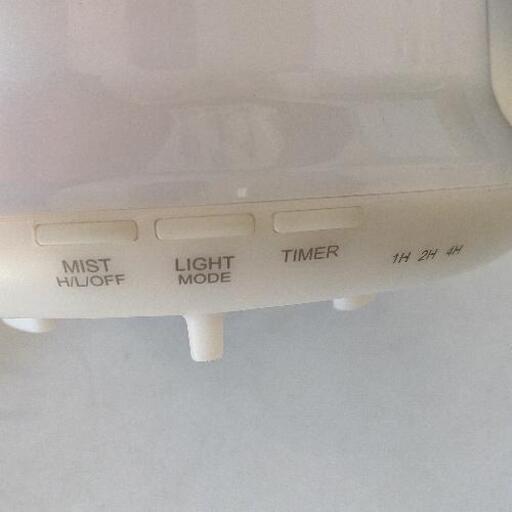 MIST
H/L/OFF
LIGHT
MODE
TIMER
1H 2H 4H